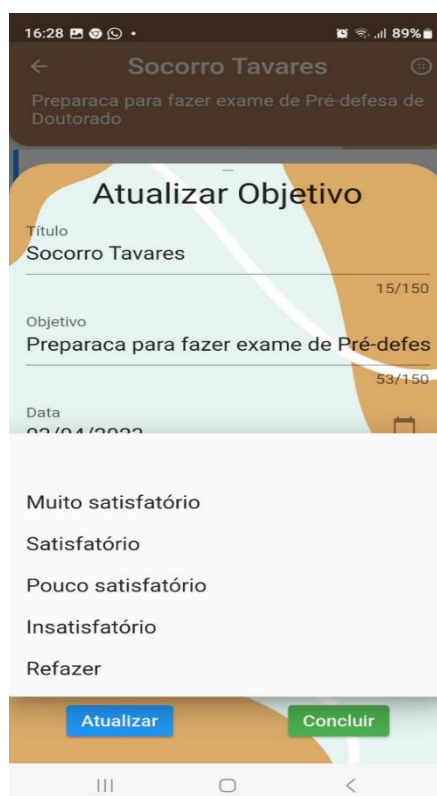 16:28
89%
Socorro Tavares
Preparaca para fazer exame de Pré-defesa de
Doutorado
Atualizar Objetivo
Título
Socorro Tavares
15/150
Objetivo
Preparaca para fazer exame de Pré-defes
53/150
Data
Muito satisfatório
Satisfatório
Pouco satisfatório
Insatisfatório
Refazer
Atualizar
Concluir